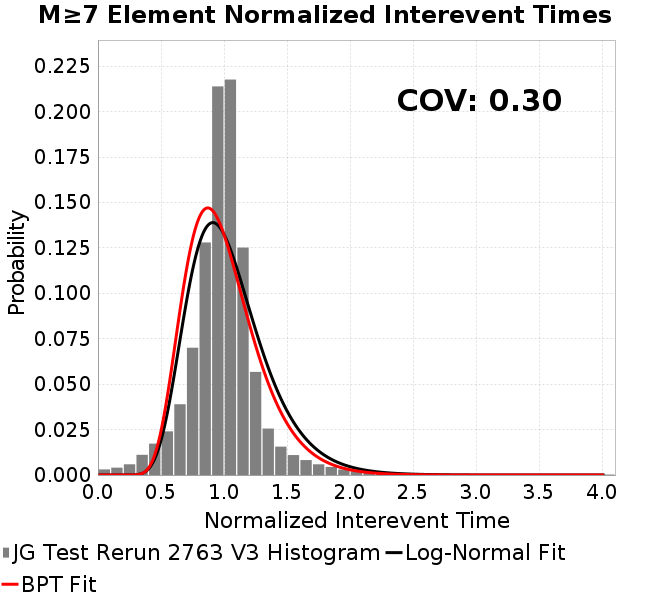 M≥7 Element Normalized Interevent Times
COV: 0.30
Probability
0.225
0.200
0.175
0.150
0.125
0.100
0.075
0.050
0.025
0.000
0.0 0.5 1.0 1.5 2.0 2.5 3.0 3.5 4.0
Normalized Interevent Time
JG Test Rerun 2763 V3 Histogram Log-Normal Fit
BPT Fit